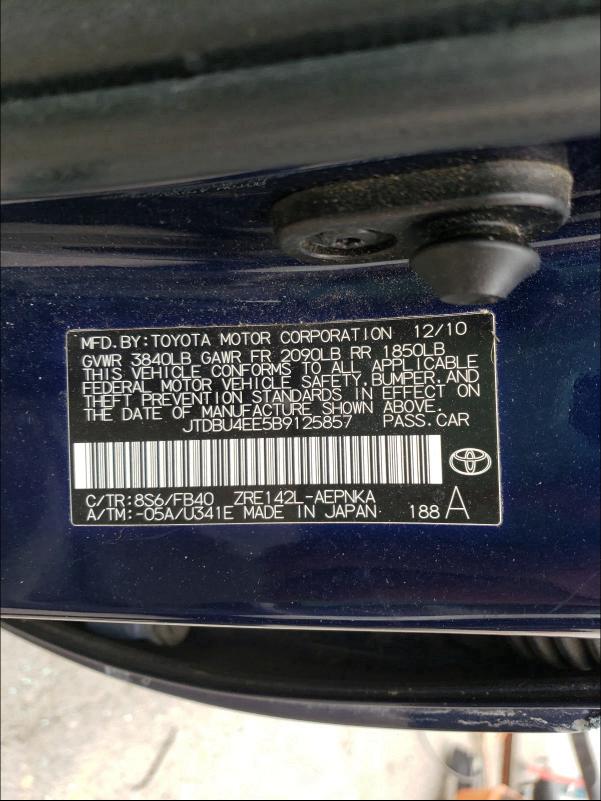 MFD.BY:TOYOTA MOTOR CORPORATION 12/10
GVWR 3840LB GAWR FR 2090LB RR 1850LB
THIS VEHICLE CONFORMS TO ALL APPLICABLE
FEDERAL MOTOR VEHICLE SAFETY, BUMPER, AND
THEFT PREVENTION STANDARDS IN EFFECT ON
THE DATE OF MANUFACTURE SHOWN ABOVE.
JTDBU4EE5B9125857 PASS.CAR
C/TR:8S6/FB40 ZRE142L-AEPNKA
A/TM:-05A/U341E MADE IN JAPAN 188 A